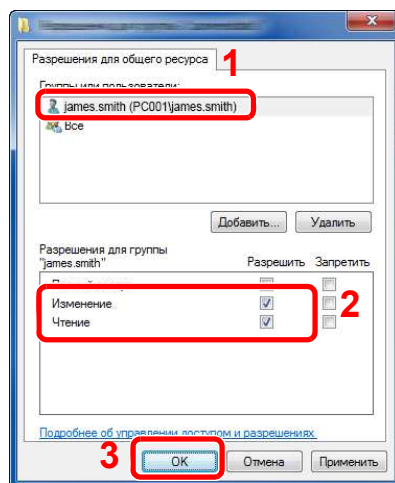 Разрешения для общего ресурса
1
Группы или пользователи:
james.smith (PC001\james.smith)
Все
Добавить...
Удалить
Разрешения для группы
"james.smith"
Разрешить
Запретить
Изменение
Чтение
2
Подробнее об управлении доступом и разрешениях
3
OK
Отмена
Применить